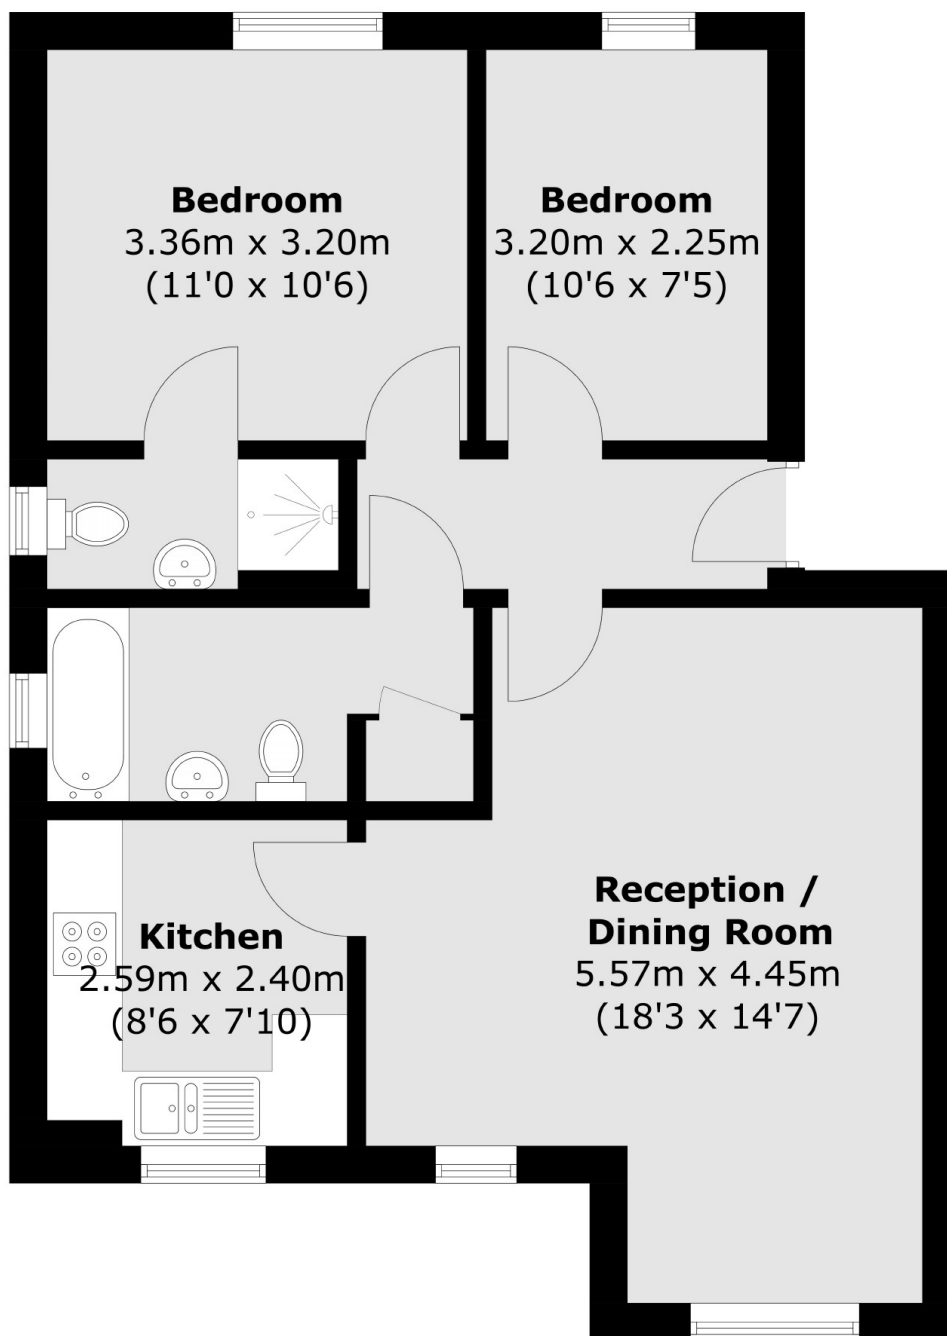 Bedroom
3.36m x 3.20m
(11'0 x 10'6)
Bedroom
3.20m x 2.25m
(10'6 x 7'5)
Reception /
Dining Room
5.57m x 4.45m
(18'3 x 14'7)
Kitchen
2.59m x 2.40m
(8'6 x 7'10)